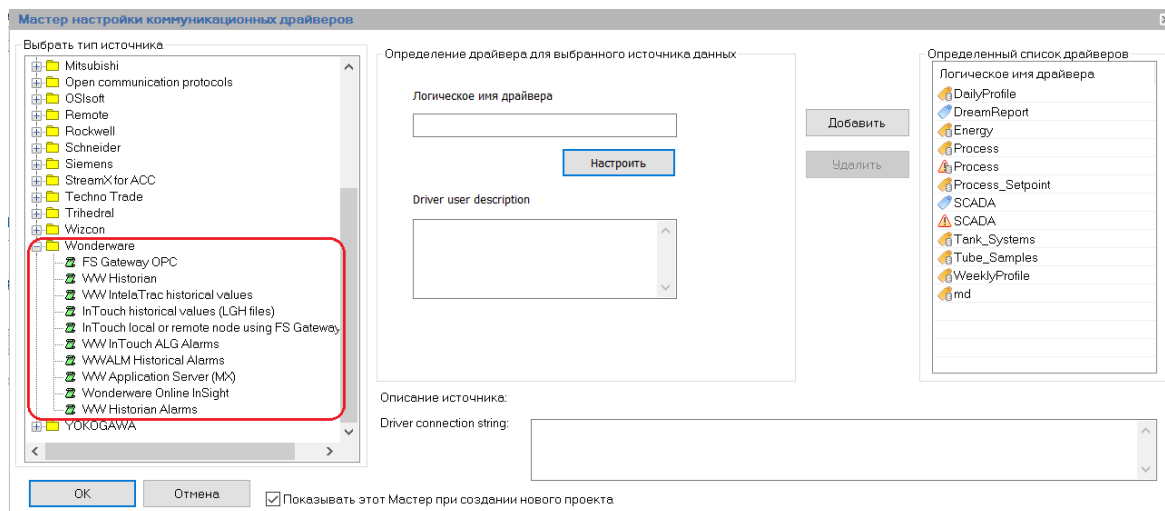 Мастер настройки коммуникационных драйверов
Выбрать тип источника
Mitsubishi
Open communication protocols
OSIsoft
Remote
Rockwell
Schneider
Siemens
StreamX for ACC
Techno Trade
Trihedral
Wizcon
Wonderware
FS Gateway OPC
WW Historian
WW IntelaTrac historical values
InTouch historical values (LGH files)
InTouch local or remote node using FS Gateway
WW InTouch ALG Alarms
WWALM Historical Alarms
WW Application Server (MX)
Wonderware Online InSight
WW Historian Alarms
YOKOGAWA
Определение драйвера для выбранного источника данных
Логическое имя драйвера
Настроить
Driver user description
Добавить
Удалить
Определенный список драйверов
Логическое имя драйвера
DailyProfile
DreamReport
Energy
Process
Process
Process_Setpoint
SCADA
SCADA
Tank_Systems
Tube_Samples
WeeklyProfile
md
Описание источника:
Driver connection string:
OK
Отмена
Показывать этот Мастер при создании нового проекта